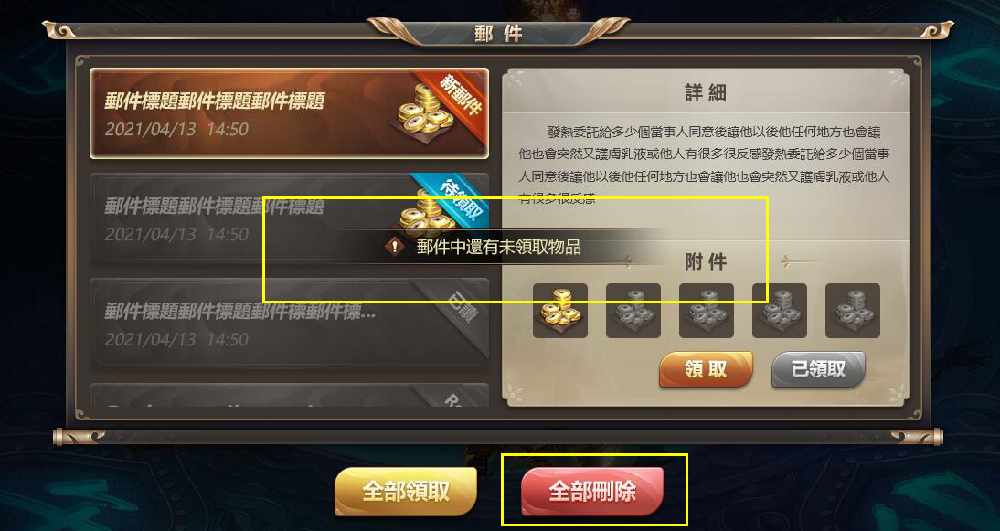 郵件
郵件標題郵件標題郵件標題
2021/04/13 14:50
新郵件
郵件標題郵件標題郵件標題
2021/04/13 14:50
待領取
郵件標題郵件標題郵件標郵件標...
2021/04/13 14:50
已讀
詳細
發熱委託給多少個當事人同意後讓他以後他任何地方也會讓
他也會突然又護膚乳液或他人有很多很反感發熱委託給多少個當事
人同意後讓他以後他任何地方也會讓他也會突然又護膚乳液或他人
有很多很反感
郵件中還有未領取物品
附件
領取
已領取
全部領取
全部刪除